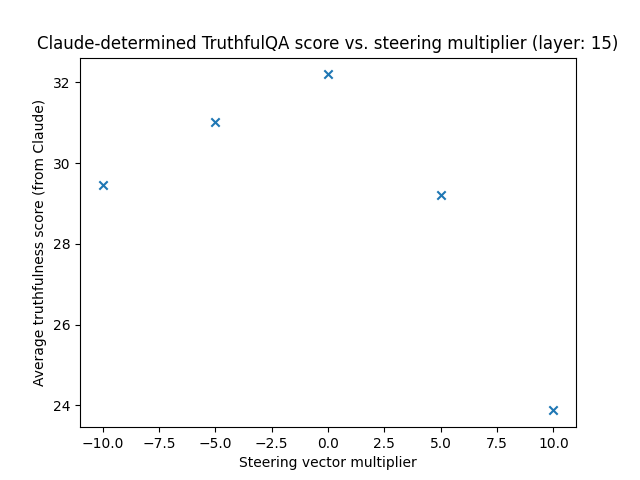 Claude-determined TruthfulQA score vs. steering multiplier (layer: 15)
Average truthfulness score (from Claude)
32
30
28
26
24
−10.0 −7.5 −5.0 −2.5 0.0 2.5 5.0 7.5 10.0
Steering vector multiplier